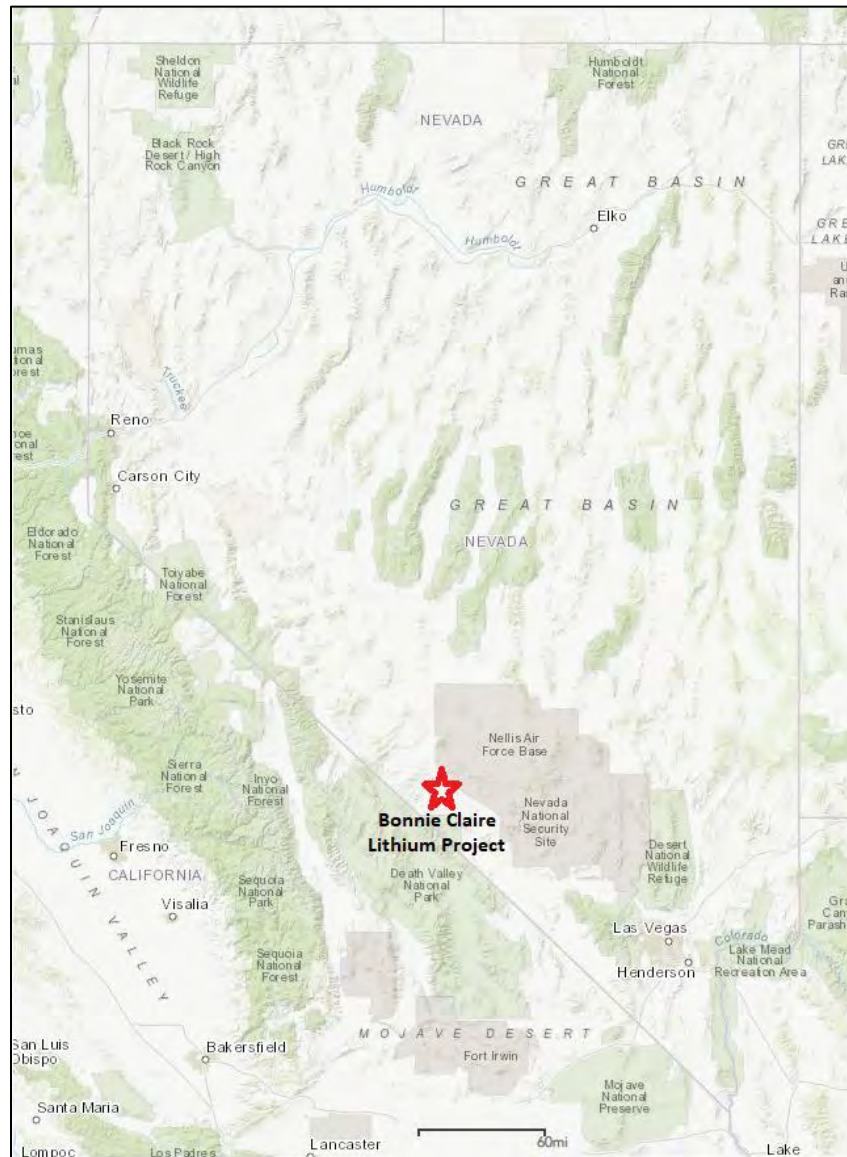 Sheldon
National
Wildlife
Refuge
Humboldt
National
Forest
NEVADA
Black Rock
Desert / High
Rock Canyon
GREAT BASIN
Humboldt
Humboldt
Elko
Truckee
Reno
Carson City
GREAT BASIN
NEVADA
Eldorado
National
Forest
Toiyabe
National
Forest
Stanislaus
National
Forest
Yosemite
National
Park
Sierra
National
Forest
Inyo
National
Forest
Nellis Air
Force Base
Nevada
National
Security
Site
Bonnie Claire
Lithium Project
Death Valley
National
Park
Desert
National
Wildlife
Refuge
San Joaquin
Fresno
CALIFORNIA
Visalia
JOAQUIN VALLEY
Sequoia
National
Park
Sequoia
National
Forest
Las Vegas
Henderson
Colorado
Lake Mead
National
Recreation Area
MOJAVE DESERT
Fort Irwin
Mojave
National
Preserve
Bakersfield
San Luis
Obispo
Santa Maria
Lompoc
Los Padres
Lancaster
60mi
Lake